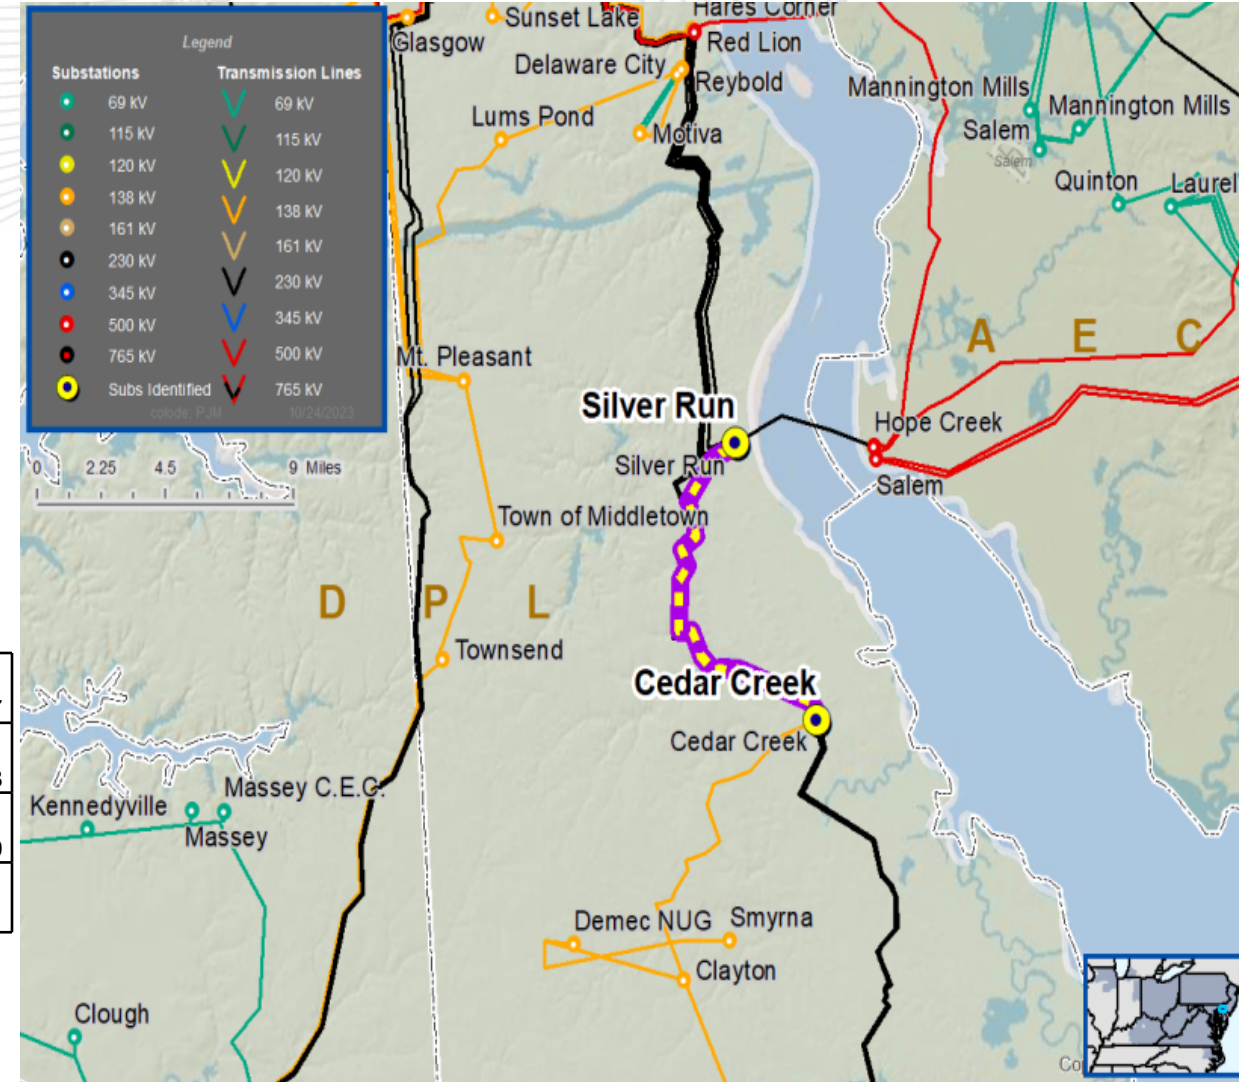 Legend
Substations
Transmission Lines
69 kV
69 kV
115 kV
115 kV
120 kV
120 kV
138 kV
138 kV
161 kV
161 kV
230 kV
230 kV
345 kV
345 kV
500 kV
500 kV
765 kV
765 kV
Subs Identified
colode: PJM
10/24/2023
0 2.25 4.5 9 Miles
Glasgow
Sunset Lake
Hares Corner
Red Lion
Delaware City
Reybold
Lums Pond
Motiva
Mannington Mills
Mannington Mills
Salem
Salem
Quinton
Laurel
A E C
Mt. Pleasant
Silver Run
Silver Run
Hope Creek
Salem
Town of Middletown
D P L
Townsend
Cedar Creek
Cedar Creek
Massey C.E.C.
Kennedyville
Massey
Demec NUG
Smyrna
Clayton
Clough